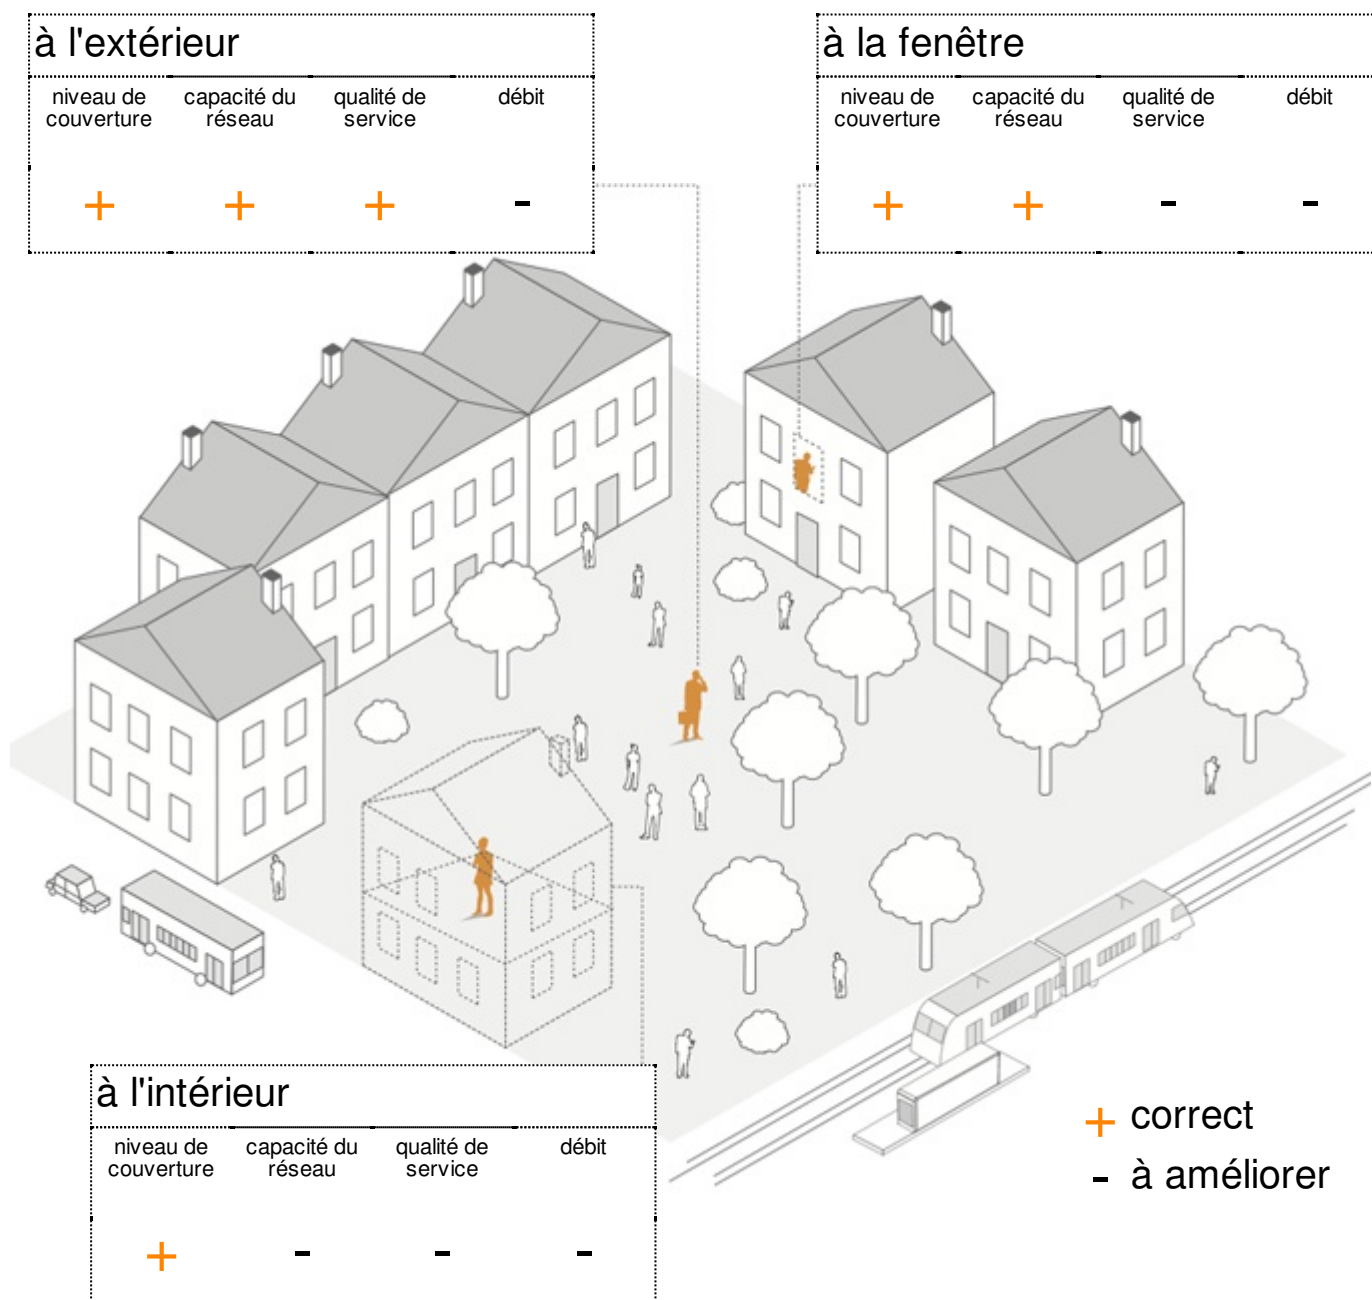 à l'extérieur
niveau de couverture
capacité du réseau
qualité de service
débit
+ + + -
à la fenêtre
niveau de couverture
capacité du réseau
qualité de service
débit
+ + - -
à l'intérieur
niveau de couverture
capacité du réseau
qualité de service
débit
+ - - -
+ correct
- à améliorer